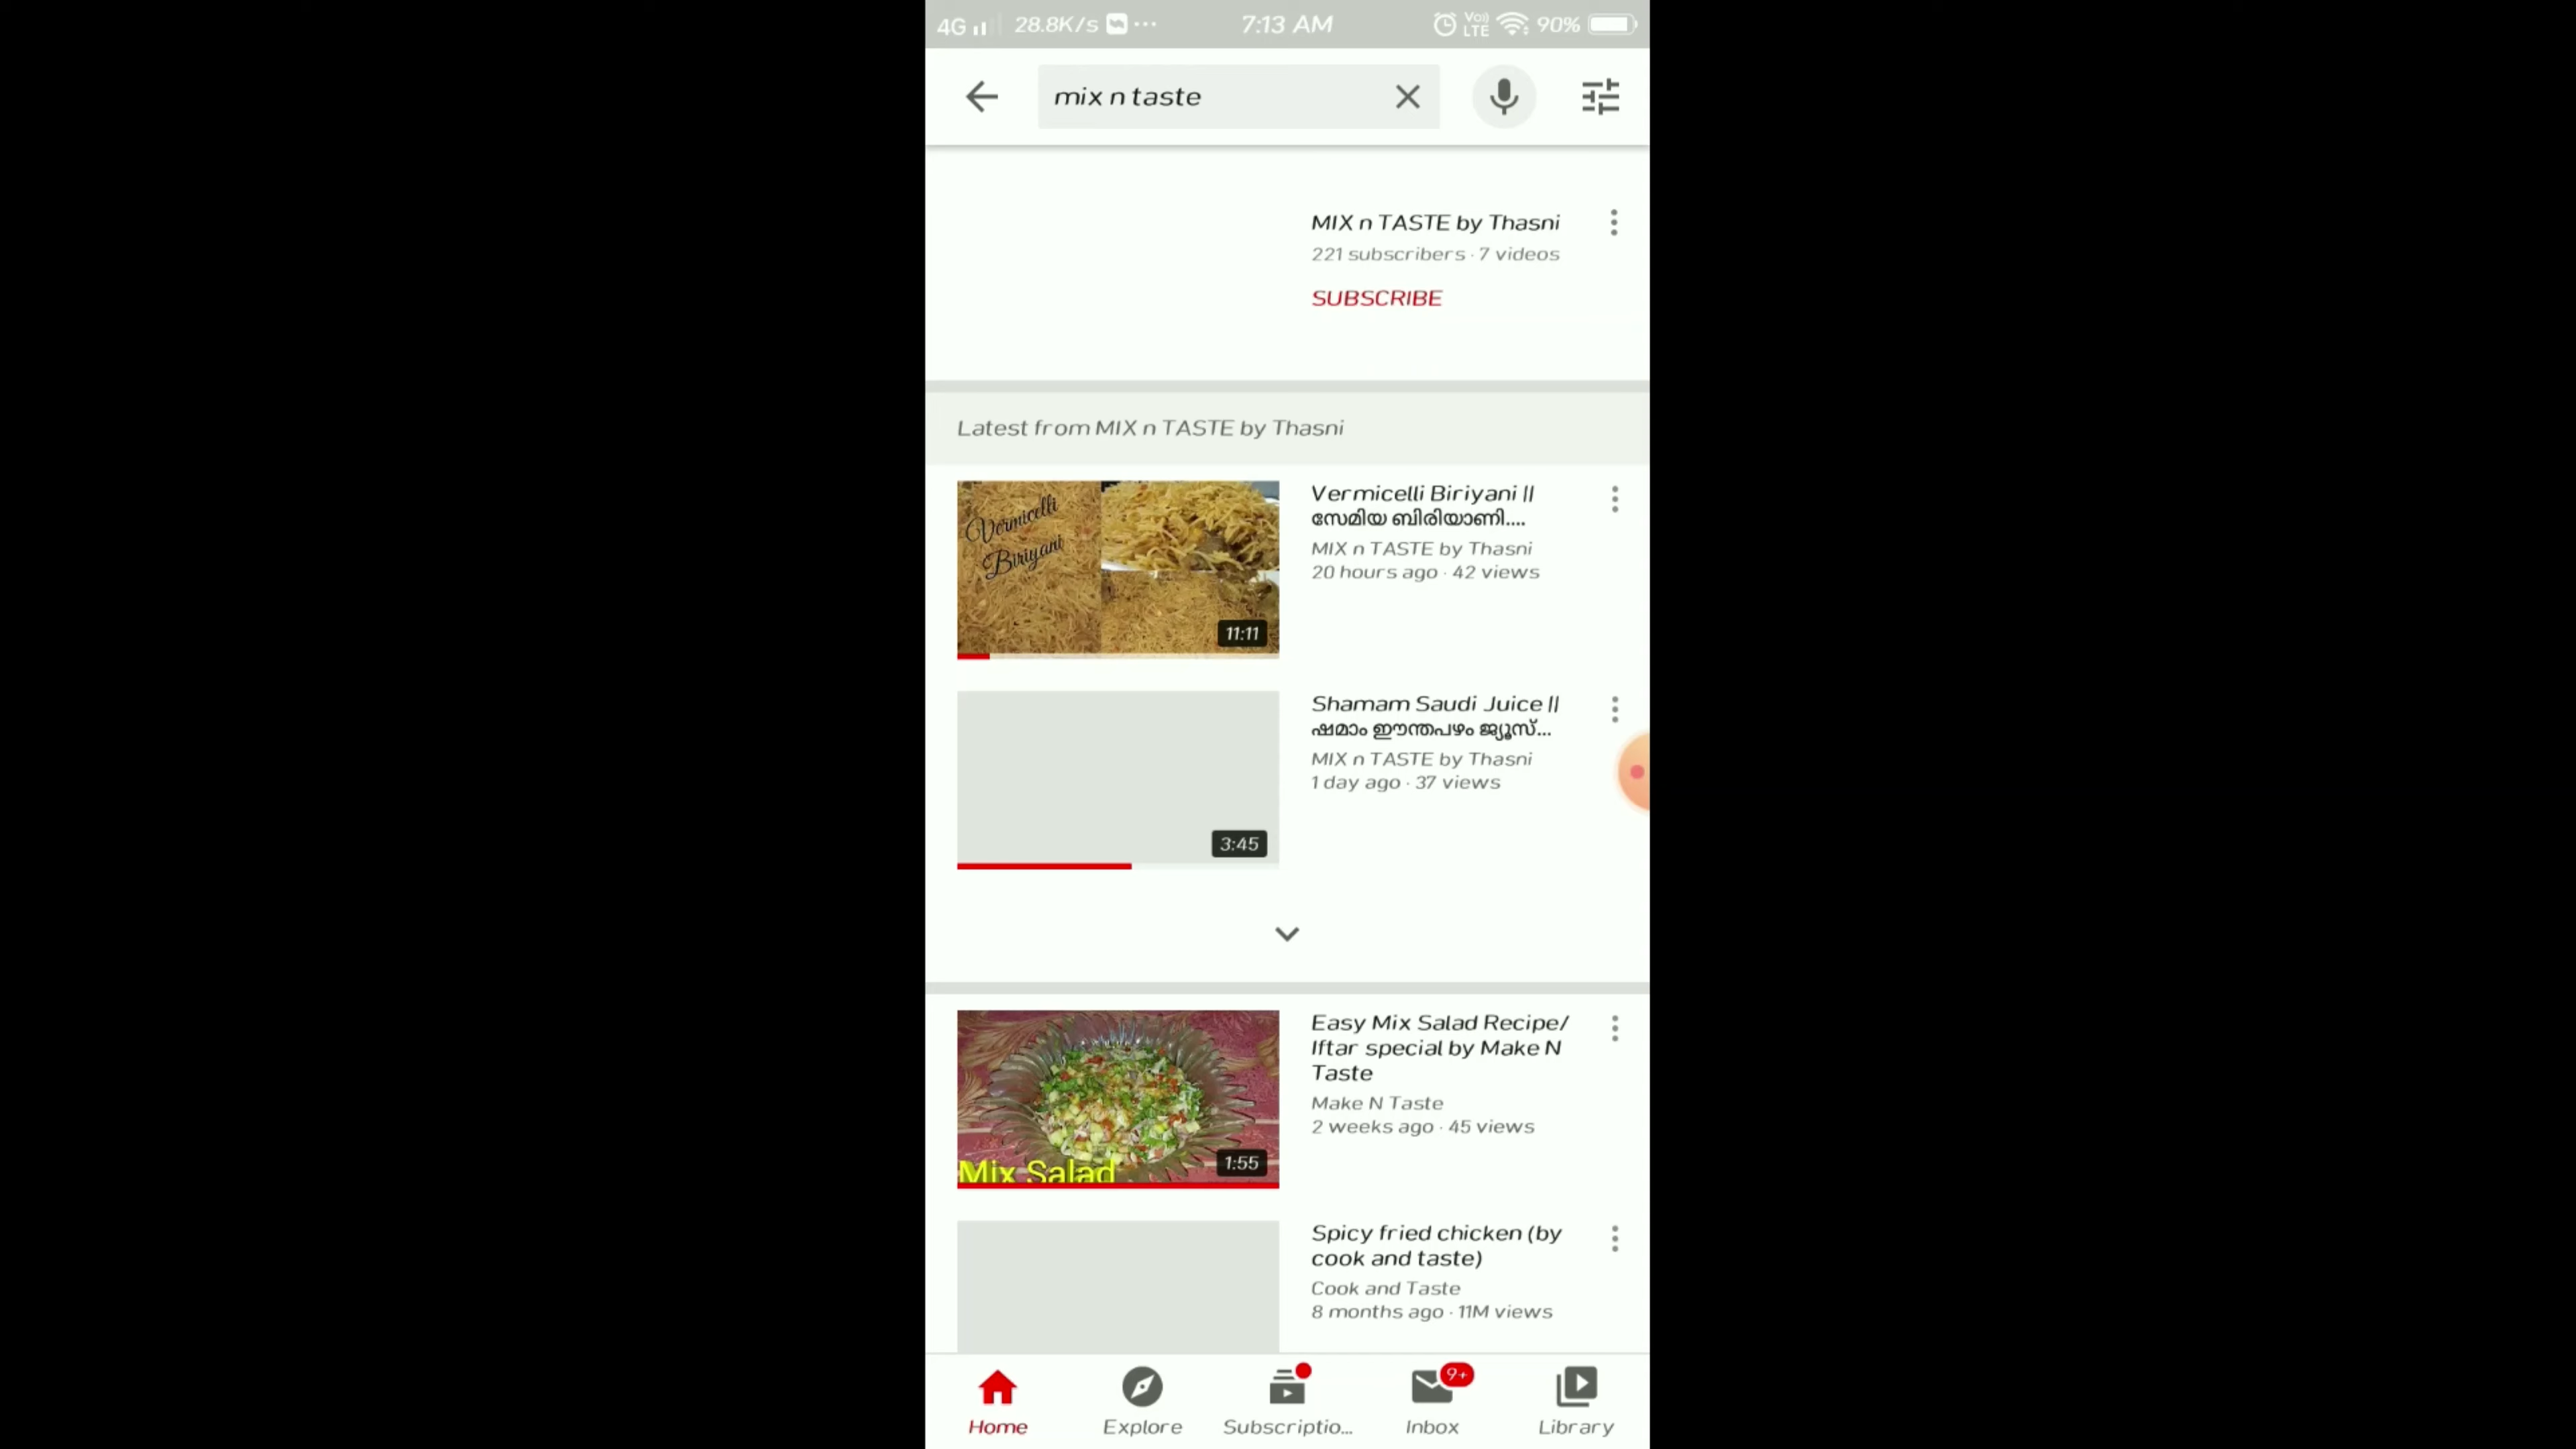 4G 28.8K/s ... 7:13 AM Vo)) LTE 90%
mix n taste
MIX n TASTE by Thasni
221 subscribers · 7 videos
SUBSCRIBE
Latest from MIX n TASTE by Thasni
Vermicelli
Biriyani
11:11
Vermicelli Biriyani ||
സേമിയ ബിരിയാണി....
MIX n TASTE by Thasni
20 hours ago · 42 views
3:45
Shamam Saudi Juice ||
ഷമാം ഈന്തപഴം ജ്യൂസ്...
MIX n TASTE by Thasni
1 day ago · 37 views
Mix Salad
1:55
Easy Mix Salad Recipe/
Iftar special by Make N
Taste
Make N Taste
2 weeks ago · 45 views
Spicy fried chicken (by
cook and taste)
Cook and Taste
8 months ago · 11M views
9+
Home Explore Subscriptio... Inbox Library